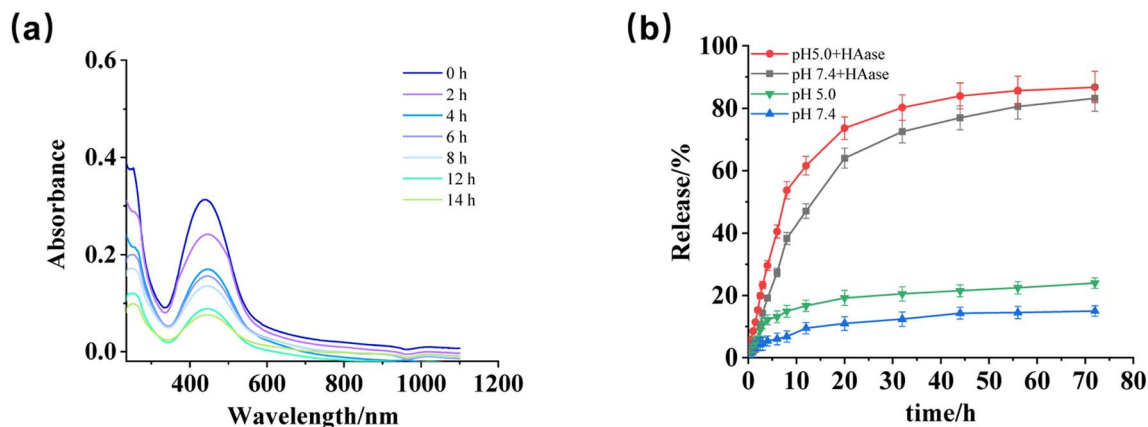 (a)
0.6
0.4
0.2
0.0
Absorbance
400
600
800
1000
1200
Wavelength/nm
0 h
2 h
4 h
6 h
8 h
12 h
14 h
(b)
100
80
60
40
20
0
Release/%
0
10
20
30
40
50
60
70
80
time/h
pH5.0+HAase
pH 7.4+HAase
pH 5.0
pH 7.4